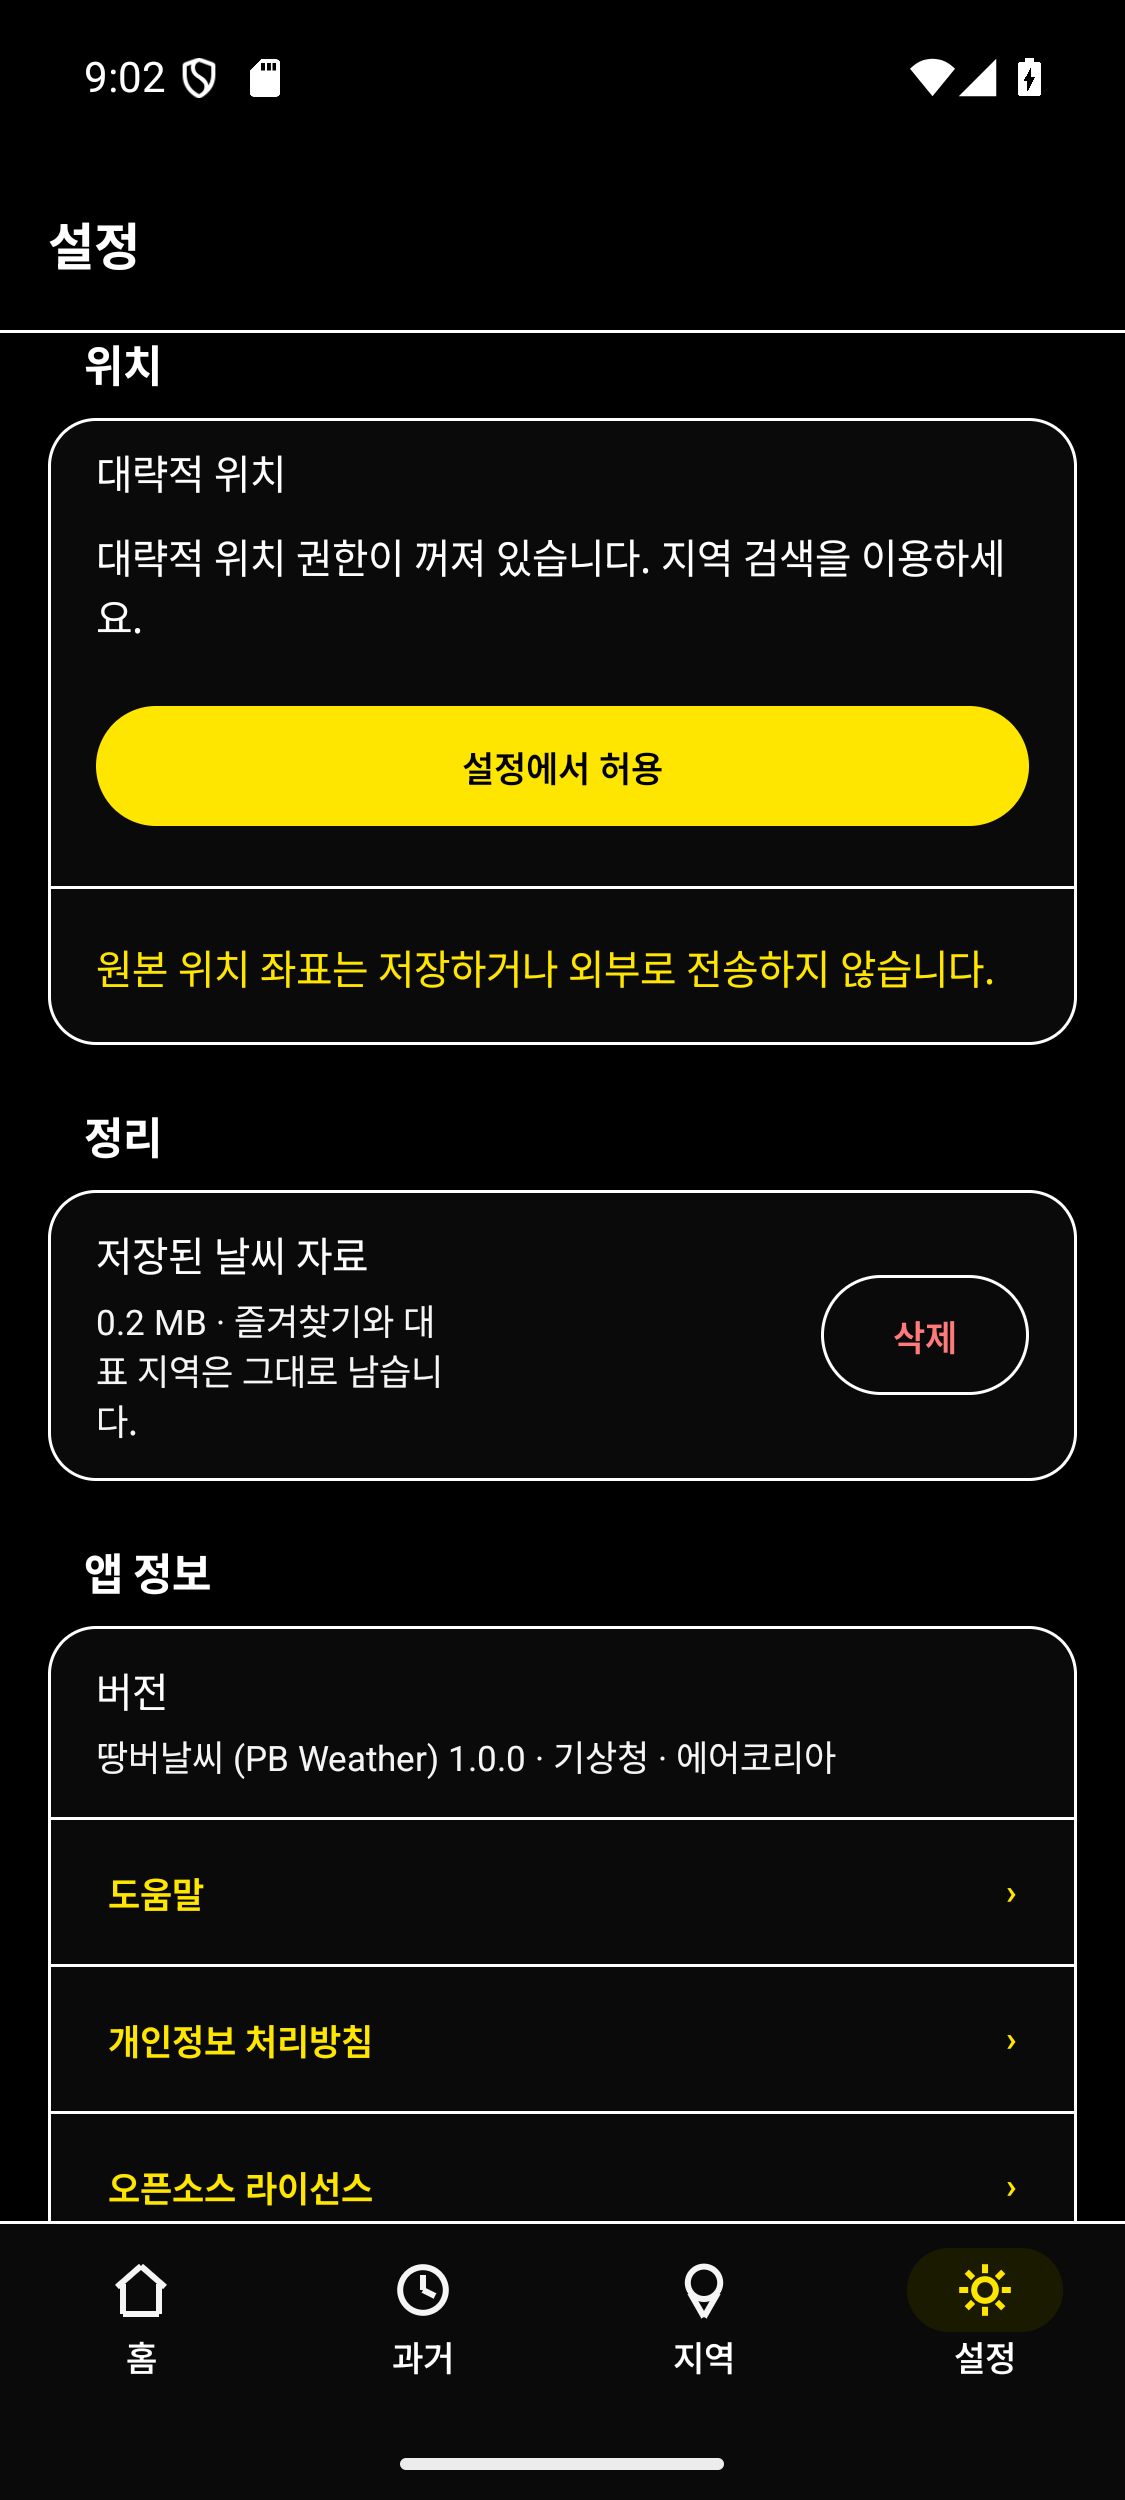 9:02
설정
위치
대략적 위치
대략적 위치 권한이 꺼져 있습니다. 지역 검색을 이용하세
요.
설정에서 허용
원본 위치 좌표는 저장하거나 외부로 전송하지 않습니다.
정리
저장된 날씨 자료
0.2 MB · 즐겨찾기와 대
표 지역은 그대로 남습니
다.
삭제
앱 정보
버전
땅버날씨 (PB Weather) 1.0.0 · 기상청 · 에어코리아
도움말 ›
개인정보 처리방침 ›
오픈소스 라이선스 ›
홈 과거 지역 설정